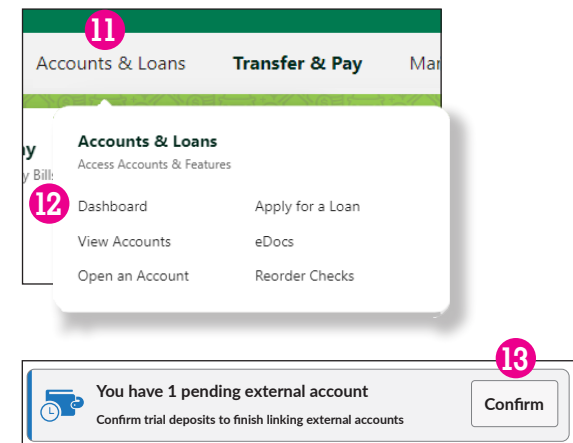 11
Accounts & Loans Transfer & Pay Mar
y
y Bill
Accounts & Loans
Access Accounts & Features
12
Dashboard Apply for a Loan
View Accounts eDocs
Open an Account Reorder Checks
13
You have 1 pending external account
Confirm trial deposits to finish linking external accounts
Confirm